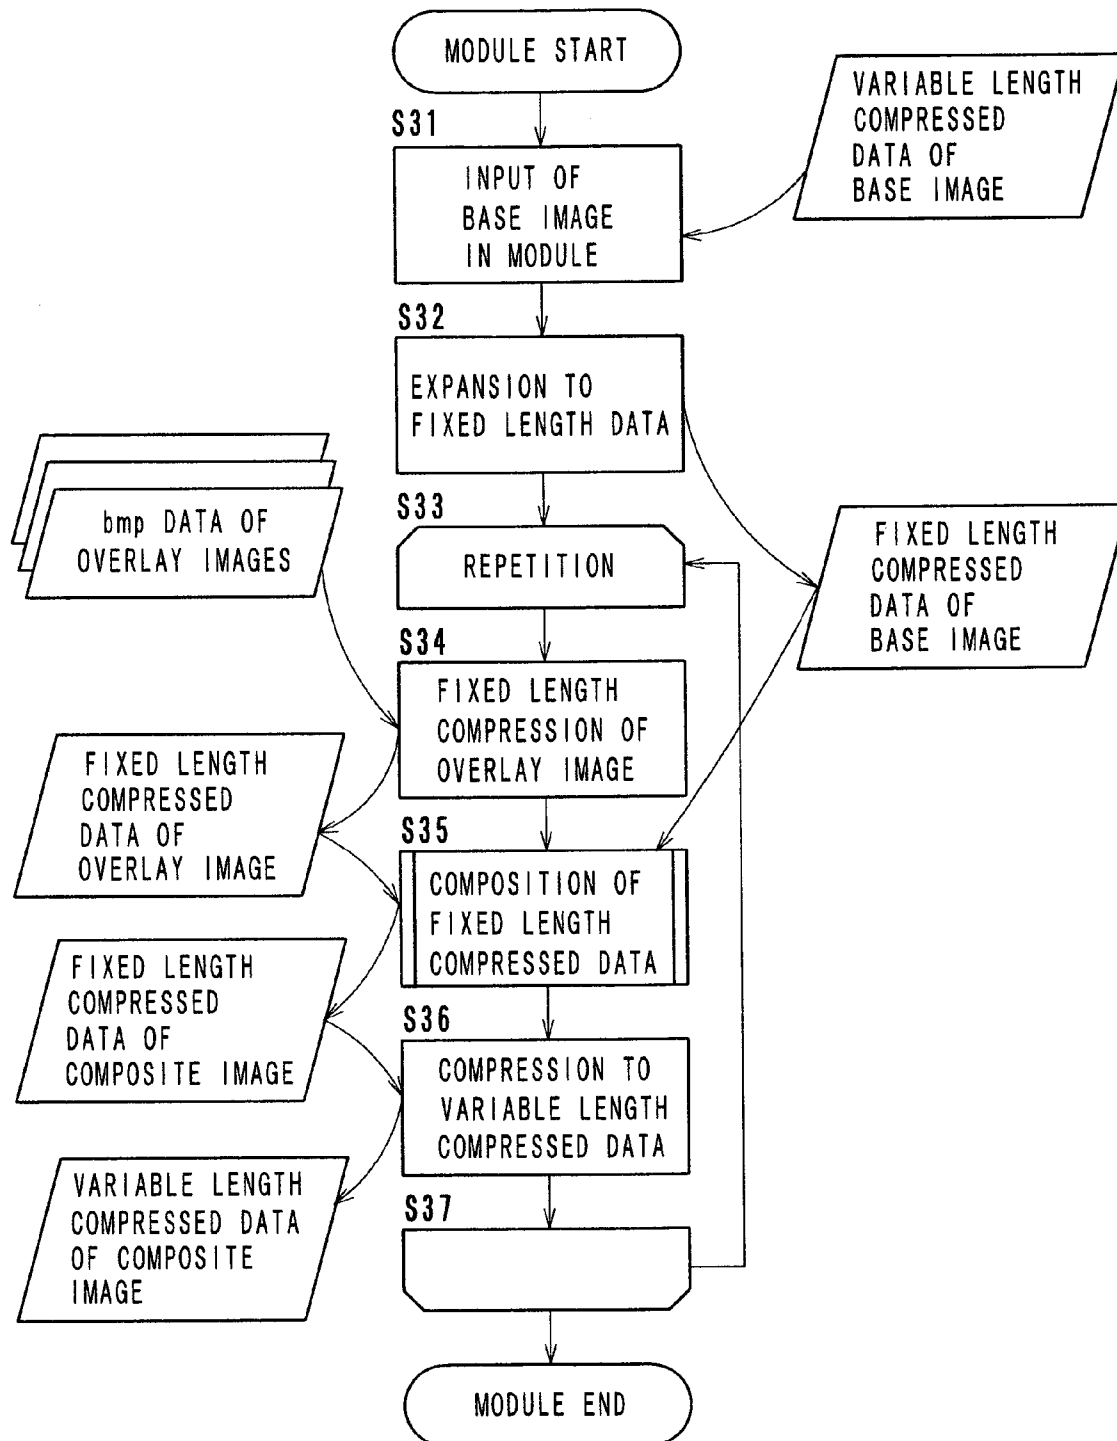 MODULE START
VARIABLE LENGTH
COMPRESSED
DATA OF
BASE IMAGE
S31
INPUT OF
BASE IMAGE
IN MODULE
S32
EXPANSION TO
FIXED LENGTH DATA
bmp DATA OF
OVERLAY IMAGES
S33
REPETITION
FIXED LENGTH
COMPRESSED
DATA OF
BASE IMAGE
S34
FIXED LENGTH
COMPRESSION OF
OVERLAY IMAGE
FIXED LENGTH
COMPRESSED
DATA OF
OVERLAY IMAGE
S35
COMPOSITION OF
FIXED LENGTH
COMPRESSED DATA
FIXED LENGTH
COMPRESSED
DATA OF
COMPOSITE IMAGE
S36
COMPRESSION TO
VARIABLE LENGTH
COMPRESSED DATA
VARIABLE LENGTH
COMPRESSED DATA
OF COMPOSITE
IMAGE
S37
MODULE END